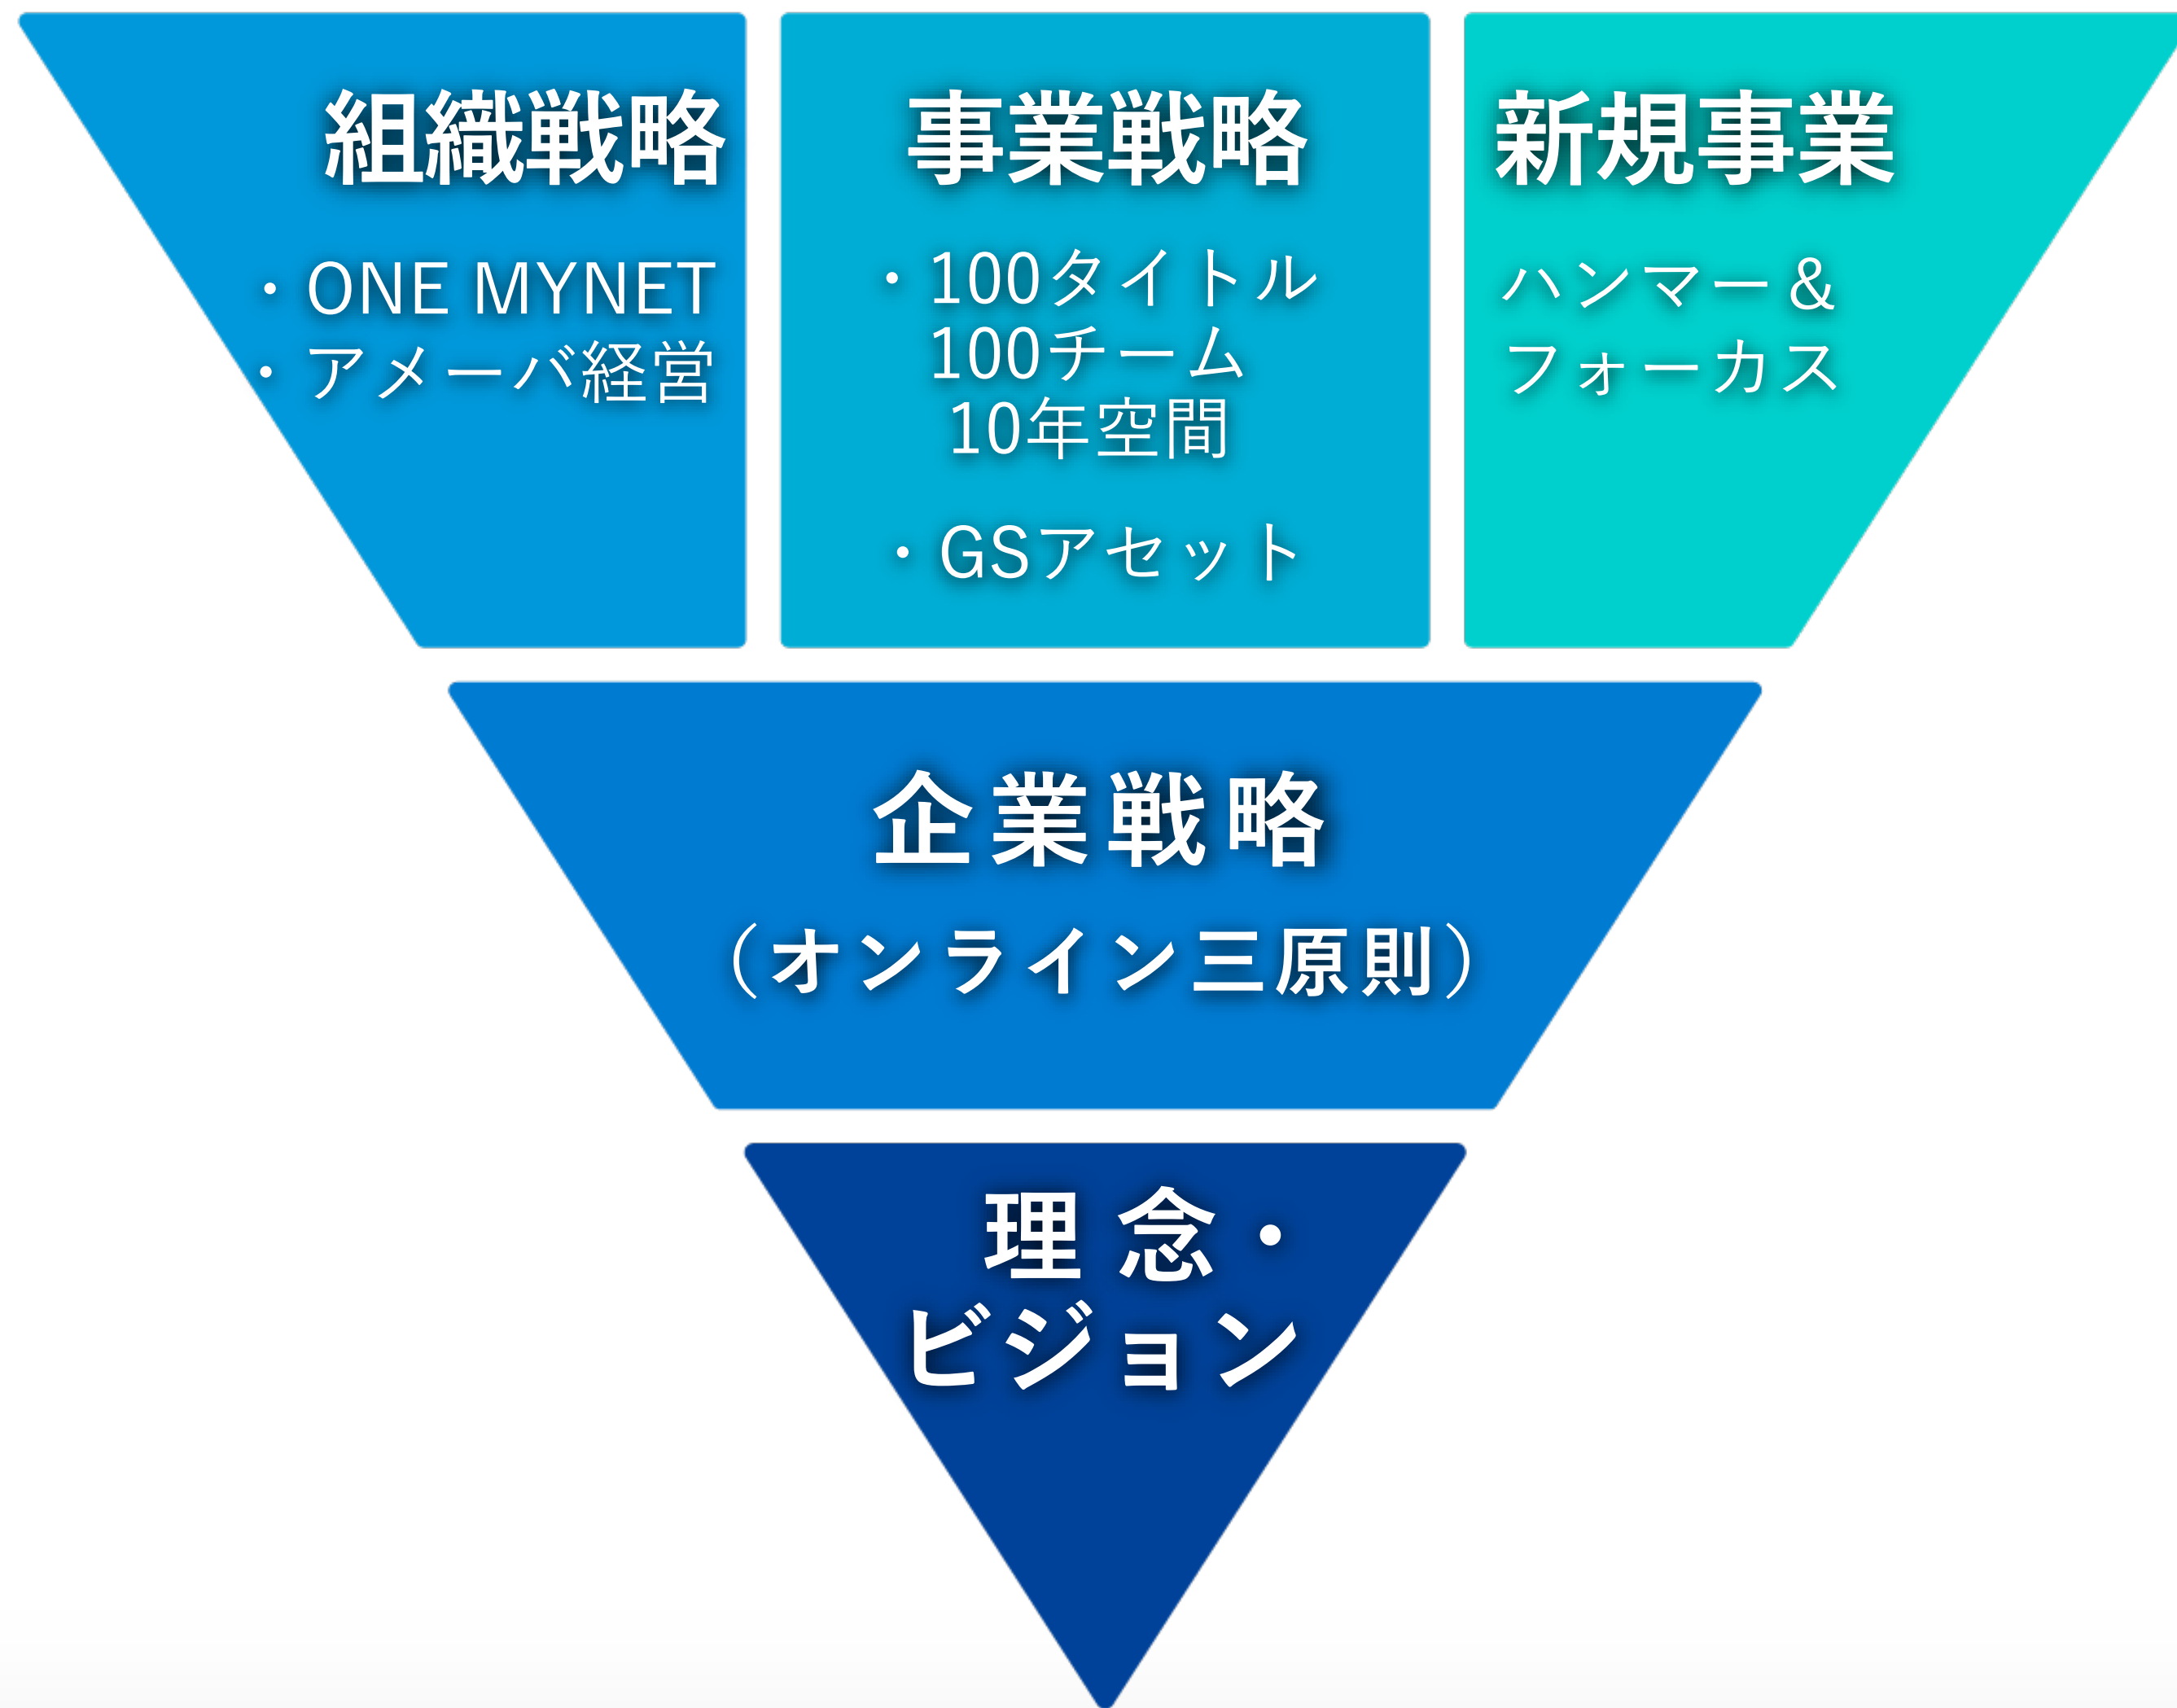 組織戦略
・ONE MYNET
・アメーバ経営
事業戦略
・100タイトル
100チーム
10年空間
・GSアセット
新規事業
ハンマー＆
フォーカス
企業戦略
（オンライン三原則）
理念・
ビジョン